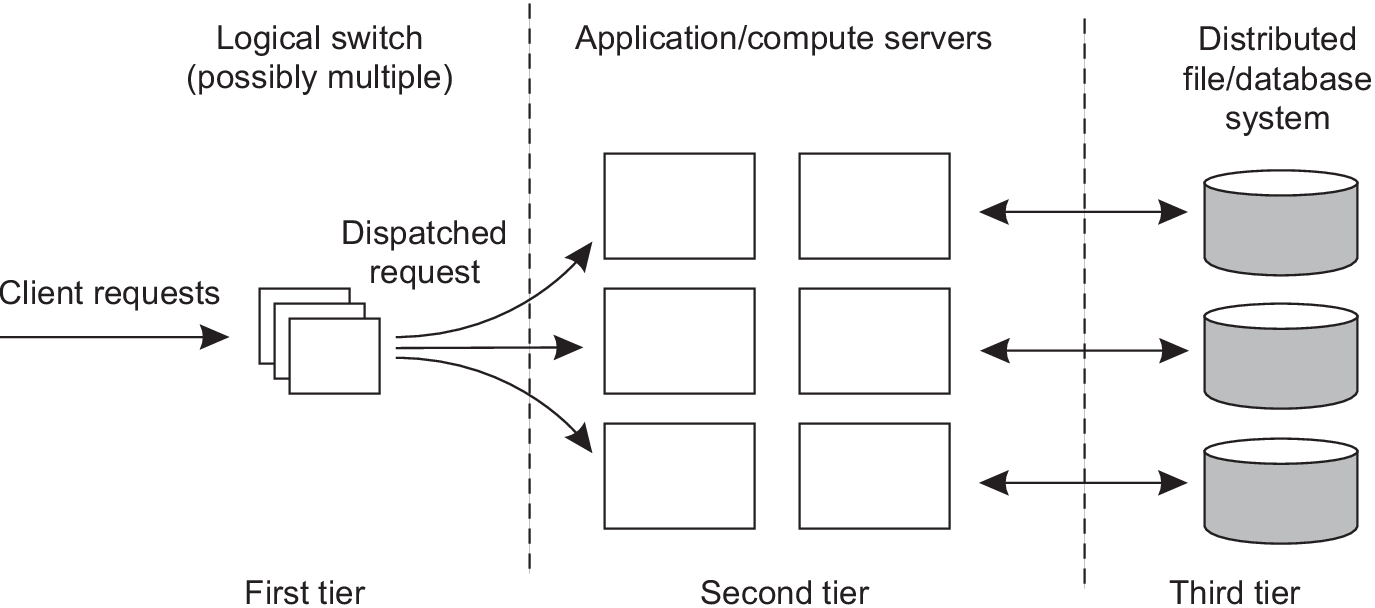 Logical switch
(possibly multiple)
Application/compute servers
Distributed
file/database
system
Dispatched
request
Client requests
First tier
Second tier
Third tier